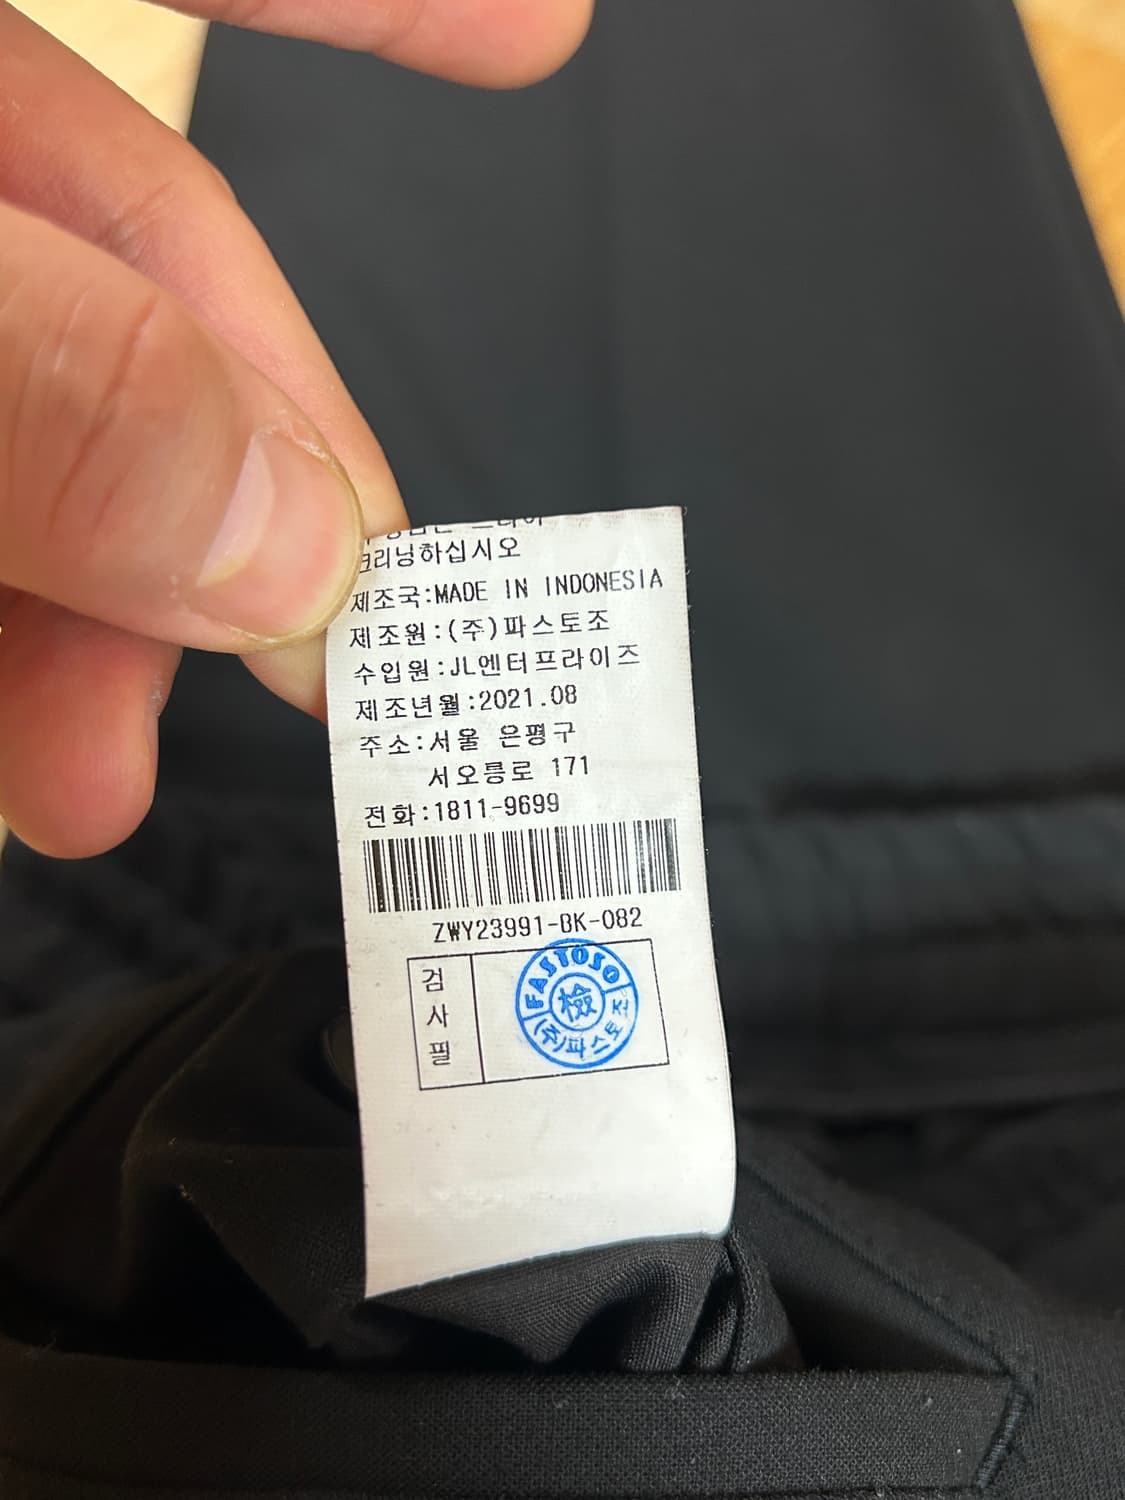 크리닝하십시오
제조국:MADE IN INDONESIA
제조원:(주)파스토조
수입원:JL엔터프라이즈
제조년월:2021.08
주소:서울 은평구
서오릉로 171
전화:1811-9699
ZWY23991-BK-082
검사필
FASTOSO
檢
(주)파스토조